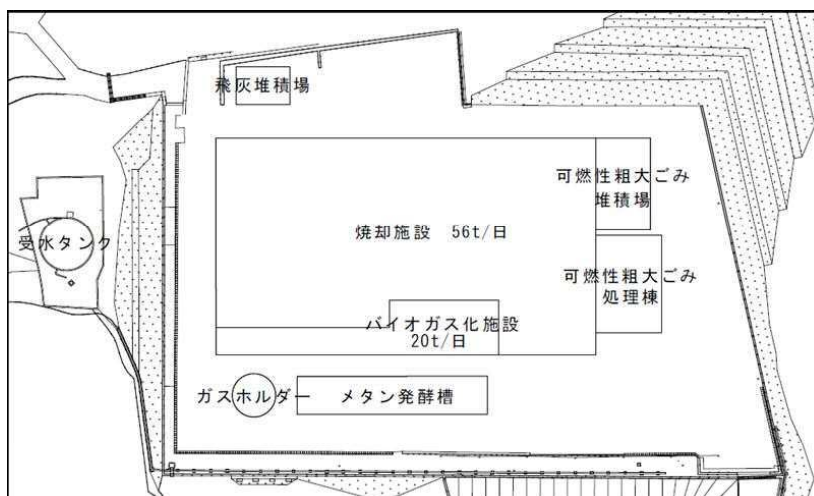 飛灰堆積場
可燃性粗大ごみ
堆積場
受水タンク
焼却施設 56t/日
可燃性粗大ごみ
処理棟
バイオガス化施設
20t/日
ガスホルダー
メタン発酵槽